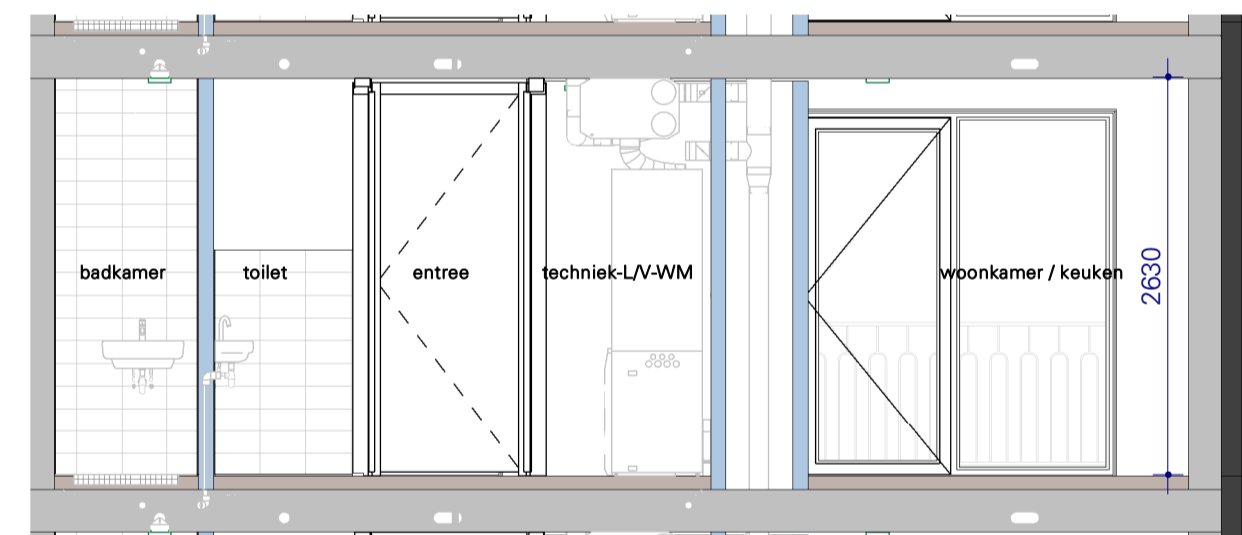 badkamer
toilet
entree
techniek-L/V-WM
woonkamer / keuken
2630